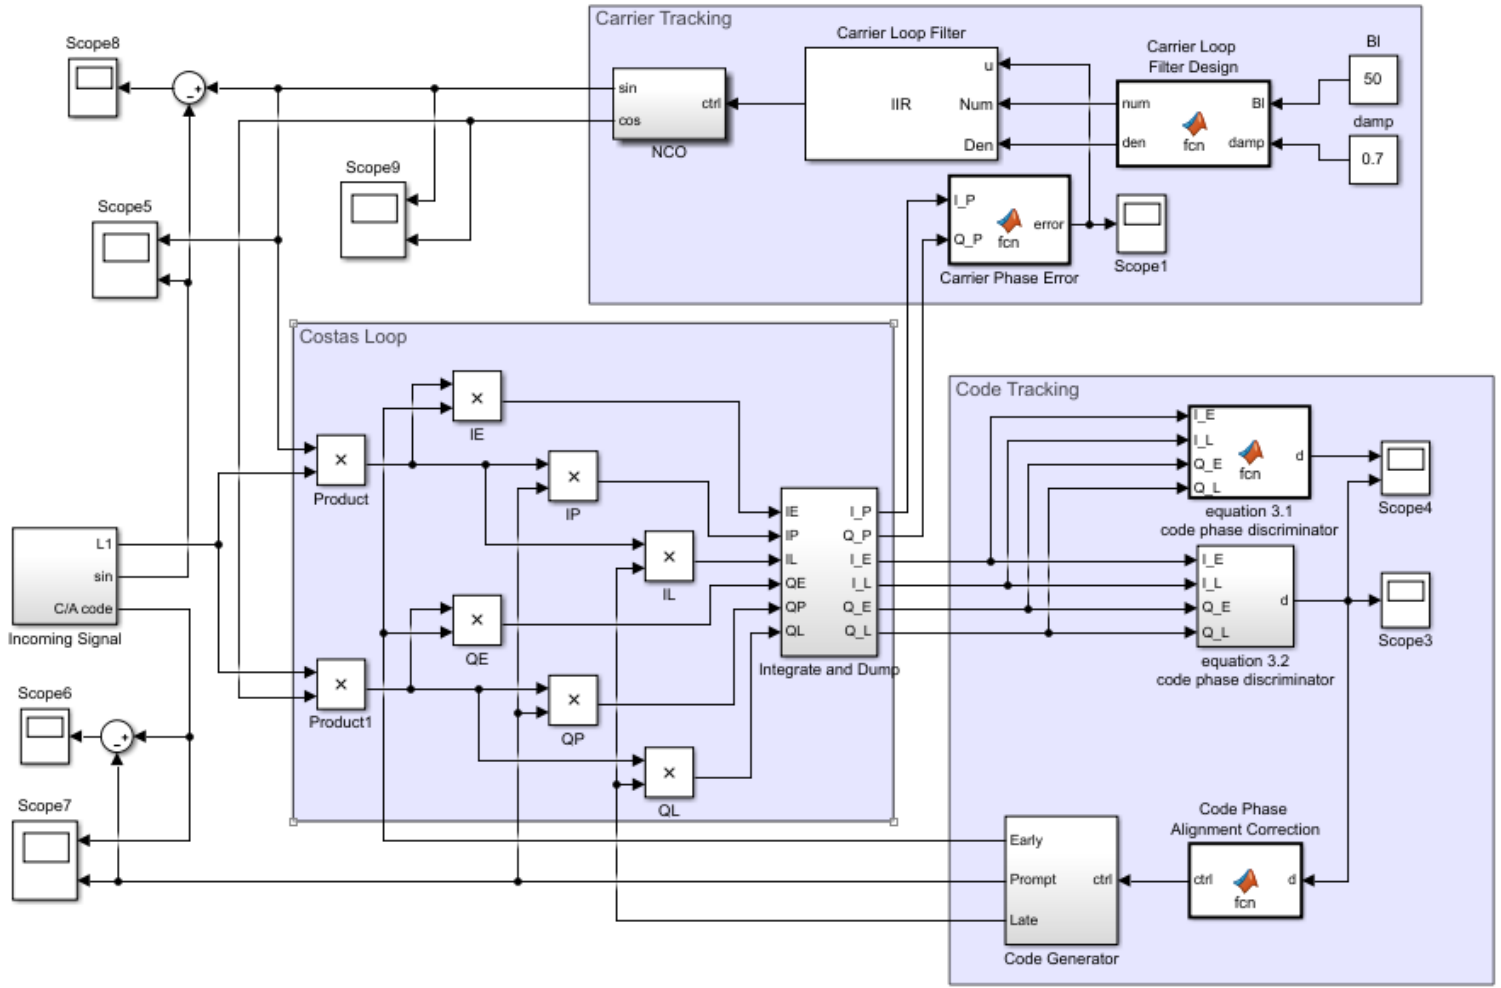 Carrier Tracking
Scope8
-+
sin
cos
ctrl
NCO
Carrier Loop Filter
u
IIR
Num
Den
Carrier Loop
Filter Design
num
den
fcn
Bl
damp
Bl
50
damp
0.7
Scope9
Scope5
I_P
Q_P
fcn
error
Carrier Phase Error
Scope1
Costas Loop
×
IE
×
Product
×
IP
×
IL
×
QE
×
Product1
×
QP
×
QL
L1
sin
C/A code
Incoming Signal
IE
IP
IL
QE
QP
QL
I_P
Q_P
I_E
I_L
Q_E
Q_L
Integrate and Dump
Code Tracking
I_E
I_L
Q_E
Q_L
fcn
d
equation 3.1
code phase discriminator
Scope4
I_E
I_L
Q_E
Q_L
d
equation 3.2
code phase discriminator
Scope3
Scope6
-+
Scope7
Early
Prompt
Late
ctrl
Code Generator
Code Phase
Alignment Correction
ctrl
fcn
d